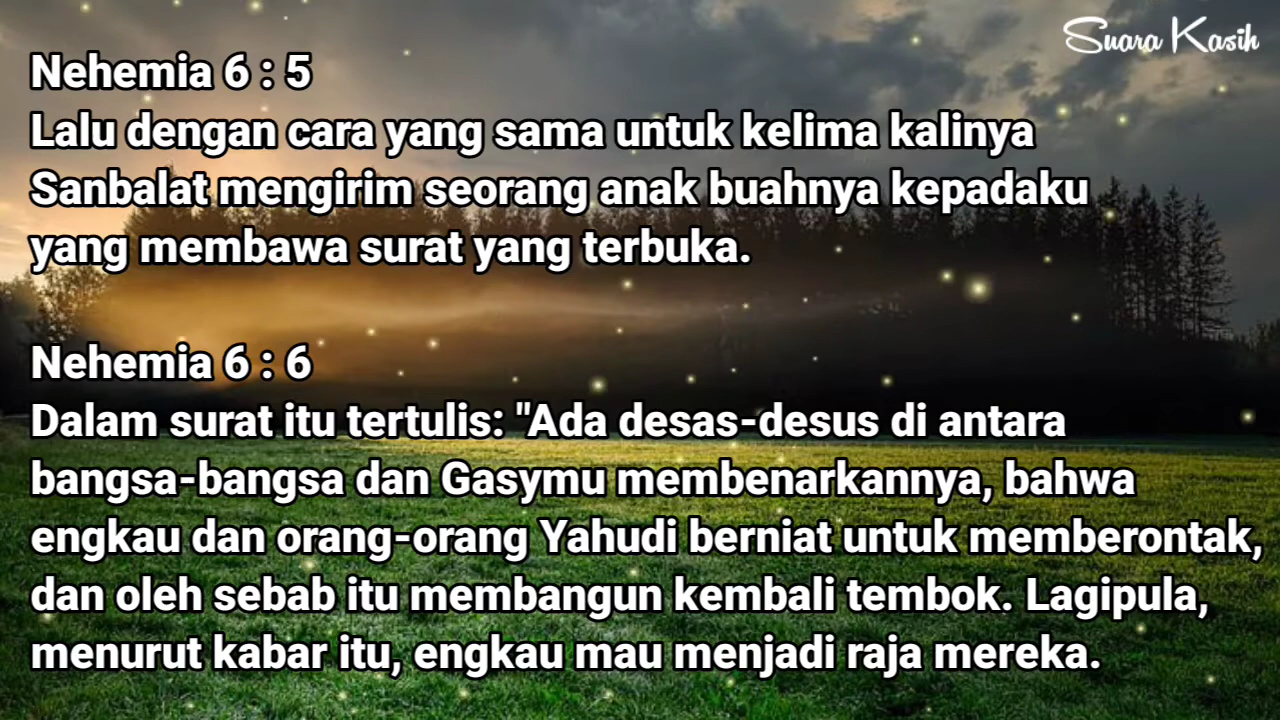 Suara Kasih
Nehemia 6 : 5
Lalu dengan cara yang sama untuk kelima kalinya
Sanbalat mengirim seorang anak buahnya kepadaku
yang membawa surat yang terbuka.
Nehemia 6 : 6
Dalam surat itu tertulis: "Ada desas-desus di antara
bangsa-bangsa dan Gasymu membenarkannya, bahwa
engkau dan orang-orang Yahudi berniat untuk memberontak,
dan oleh sebab itu membangun kembali tembok. Lagipula,
menurut kabar itu, engkau mau menjadi raja mereka.